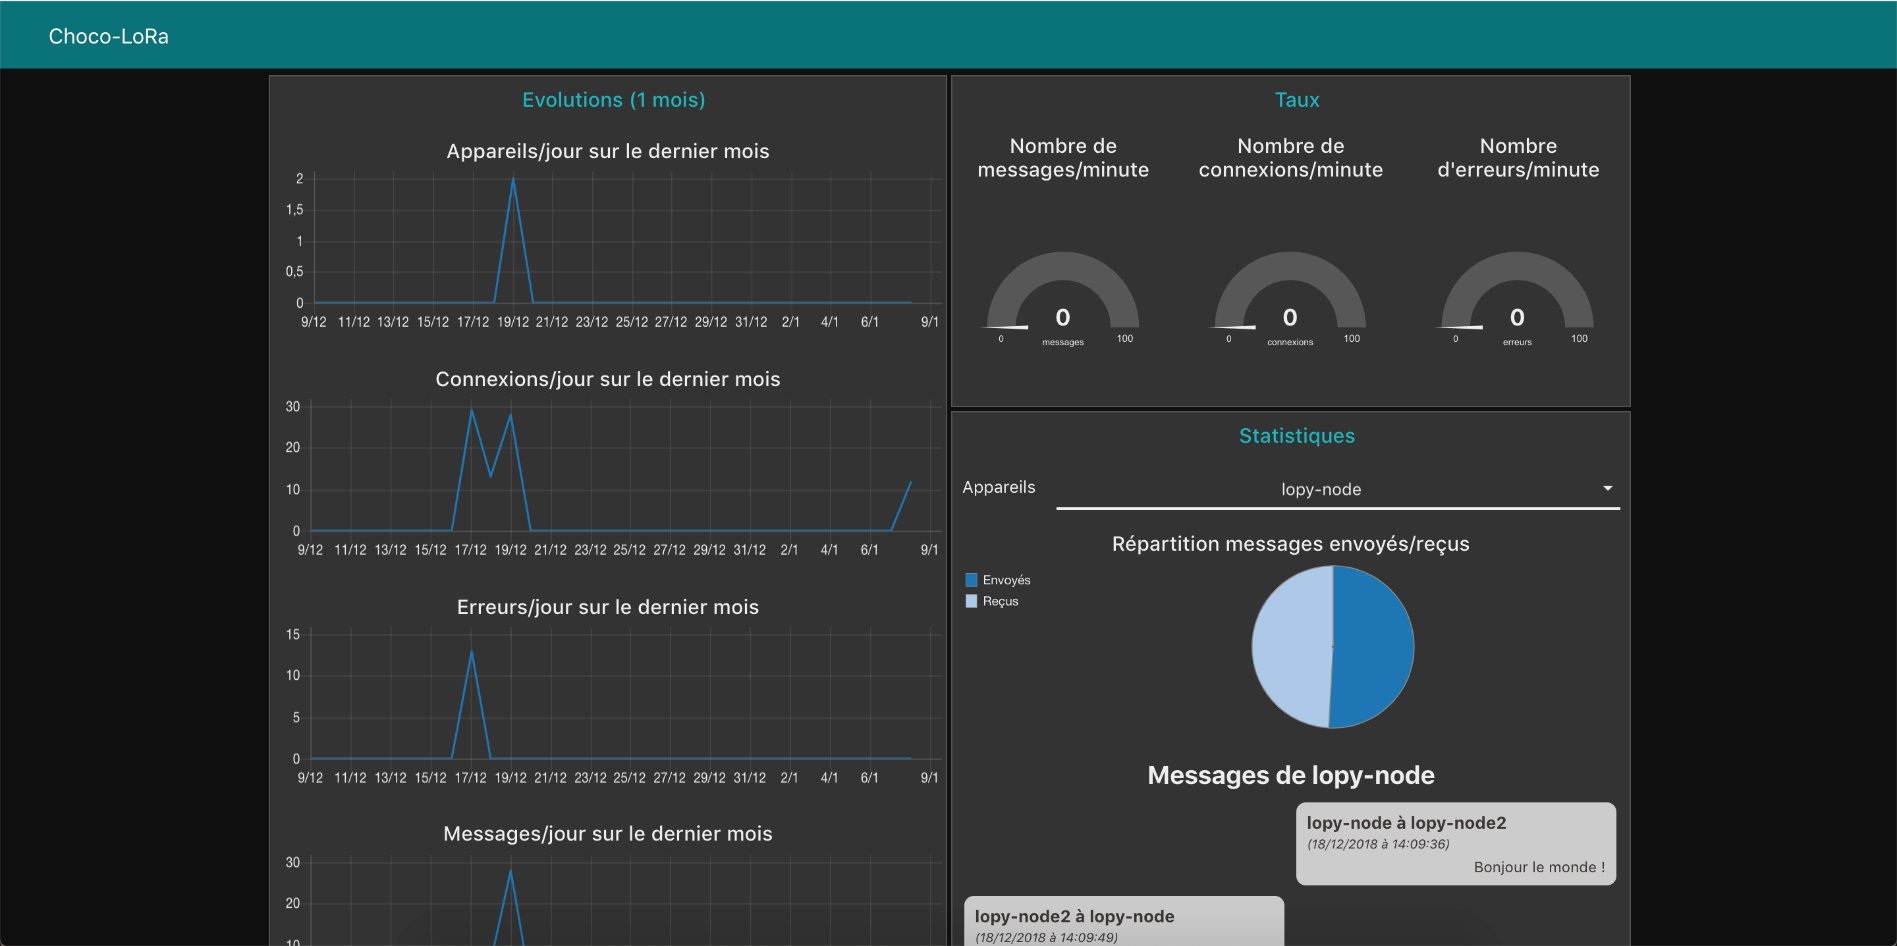 Choco-LoRa
Evolutions (1 mois)
Appareils/jour sur le dernier mois
2
1,5
1
0,5
0
9/12 11/12 13/12 15/12 17/12 19/12 21/12 23/12 25/12 27/12 29/12 31/12 2/1 4/1 6/1 9/1
Connexions/jour sur le dernier mois
30
20
10
0
9/12 11/12 13/12 15/12 17/12 19/12 21/12 23/12 25/12 27/12 29/12 31/12 2/1 4/1 6/1 9/1
Erreurs/jour sur le dernier mois
15
10
5
0
9/12 11/12 13/12 15/12 17/12 19/12 21/12 23/12 25/12 27/12 29/12 31/12 2/1 4/1 6/1 9/1
Messages/jour sur le dernier mois
30
20
10
Taux
Nombre de
messages/minute
0
0 messages 100
Nombre de
connexions/minute
0
0 connexions 100
Nombre
d'erreurs/minute
0
0 erreurs 100
Statistiques
Appareils lopy-node
Répartition messages envoyés/reçus
Envoyés
Reçus
Messages de lopy-node
lopy-node à lopy-node2
(18/12/2018 à 14:09:36)
Bonjour le monde !
lopy-node2 à lopy-node
(18/12/2018 à 14:09:49)